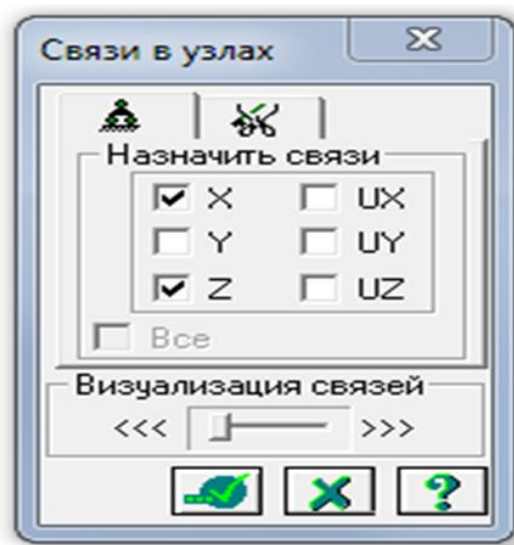 Связи в узлах
Назначить связи
X UX
Y UY
Z UZ
Все
Визуализация связей
<<< >>>
?